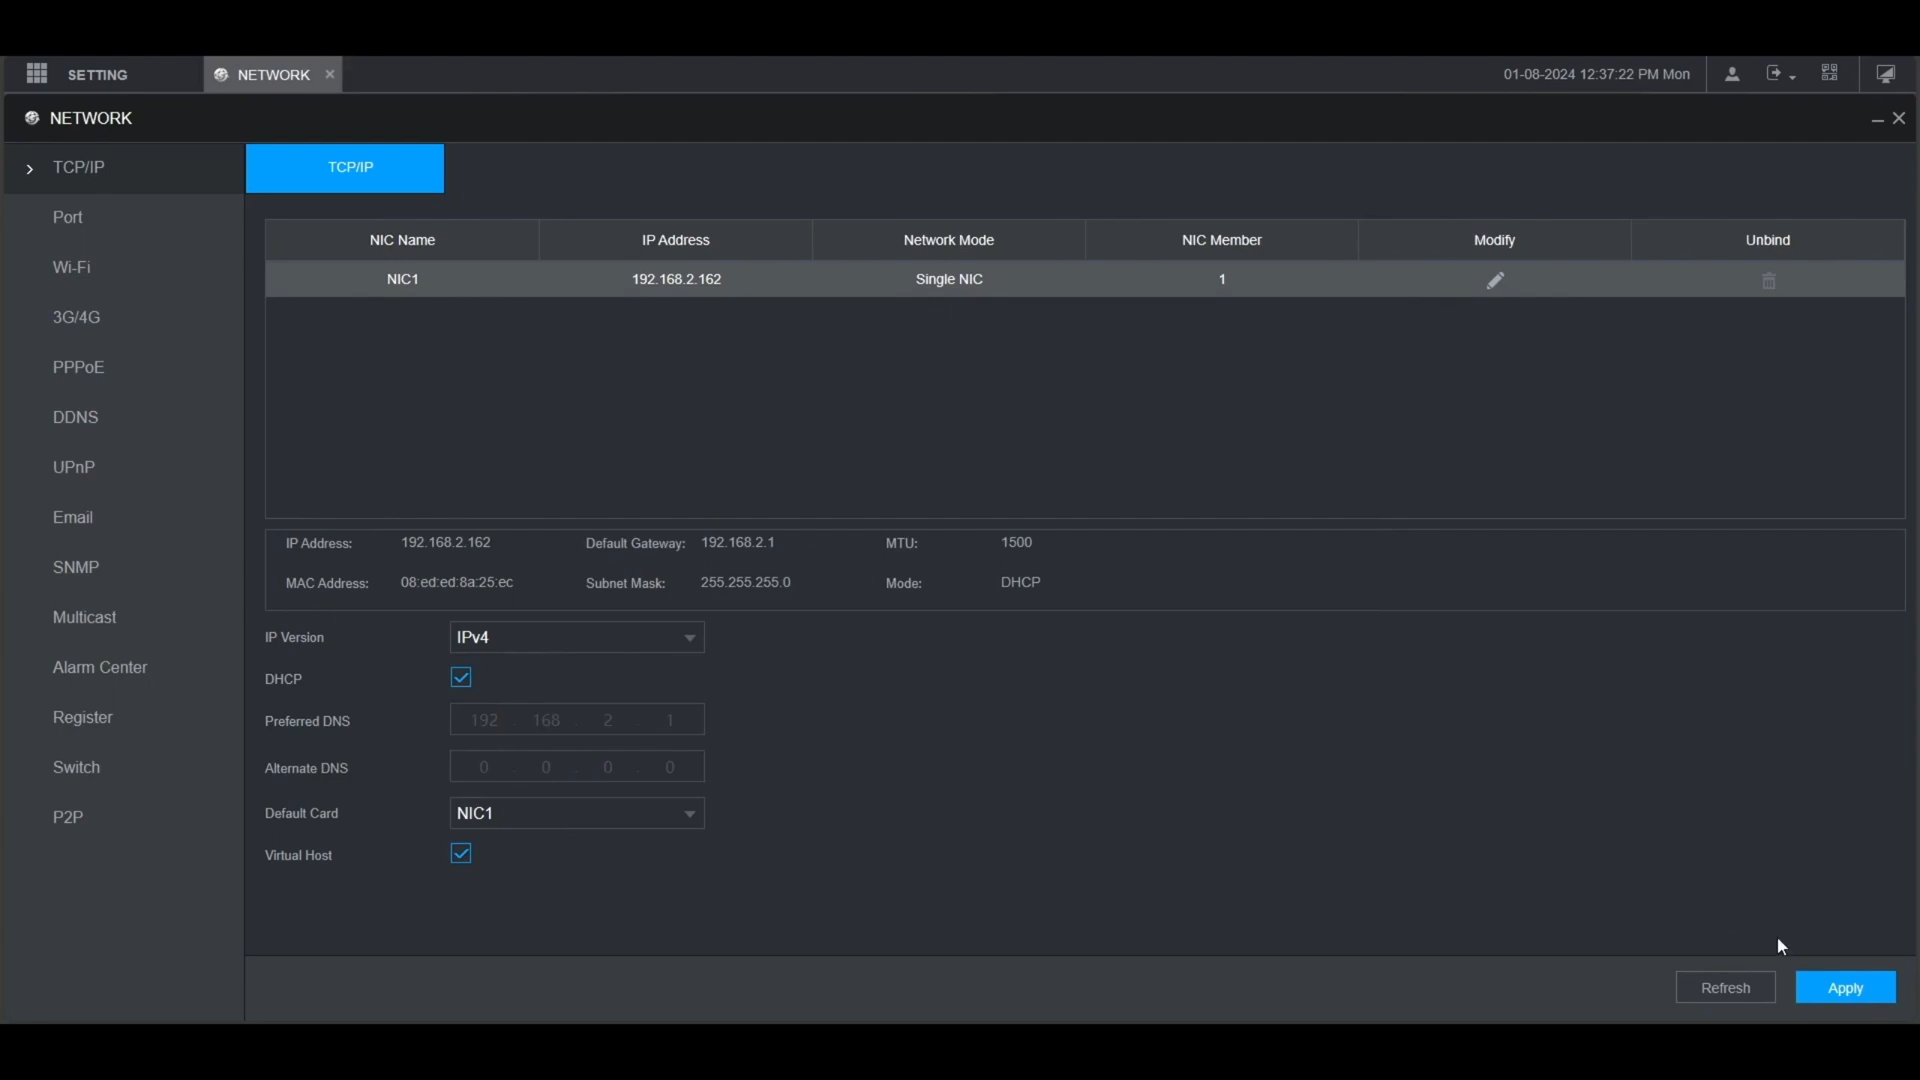 SETTING NETWORK 01-08-2024 12:37:22 PM Mon
NETWORK
TCP/IP
Port
Wi-Fi
3G/4G
PPPoE
DDNS
UPnP
Email
SNMP
Multicast
Alarm Center
Register
Switch
P2P
TCP/IP
NIC Name IP Address Network Mode NIC Member Modify Unbind
NIC1 192.168.2.162 Single NIC 1
IP Address: 192.168.2.162 Default Gateway: 192.168.2.1 MTU: 1500
MAC Address: 08:ed:ed:8a:25:ec Subnet Mask: 255.255.255.0 Mode: DHCP
IP Version IPv4
DHCP
Preferred DNS 192 . 168 . 2 . 1
Alternate DNS 0 . 0 . 0 . 0
Default Card NIC1
Virtual Host
Refresh Apply